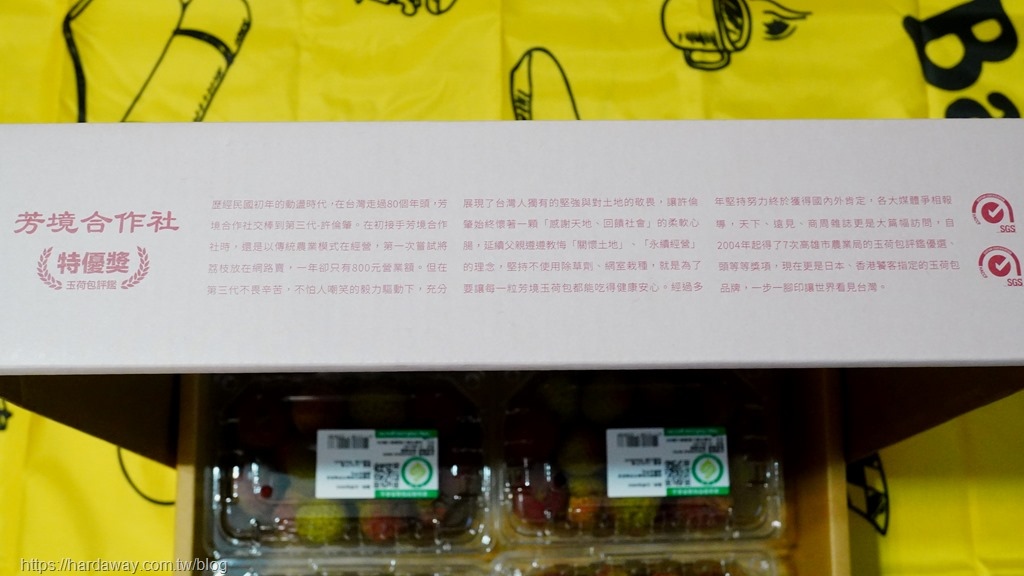 Ba
芳境合作社
特優獎
玉荷包評鑑
歷經民國初年的動盪時代，在台灣走過80個年頭，芳
境合作社交棒到第三代-許倫肇。在初接手芳境合作
社時，還是以傳統農業模式在經營，第一次嘗試將
荔枝放在網路賣，一年卻只有800元營業額。但在
第三代不畏辛苦，不怕人嘲笑的毅力驅動下，充分
展現了台灣人獨有的堅強與對土地的敬畏，讓許倫
肇始終懷著一顆「感謝天地、回饋社會」的柔軟心
腸，延續父親遵遵教悔「關懷土地」、「永續經營」
的理念，堅持不使用除草劑、網室栽種，就是為了
要讓每一粒芳境玉荷包都能吃得健康安心。經過多
年堅持努力終於獲得國內外肯定，各大媒體爭相報
導，天下、遠見、商周雜誌更是大篇幅訪問，自
2004年起得了7次高雄市農業局的玉荷包評鑑優選、
頭等等獎項，現在更是日本、香港饕客指定的玉荷包
品牌，一步一腳印讓世界看見台灣。
SGS
SGS
https://hardaway.com.tw/blog